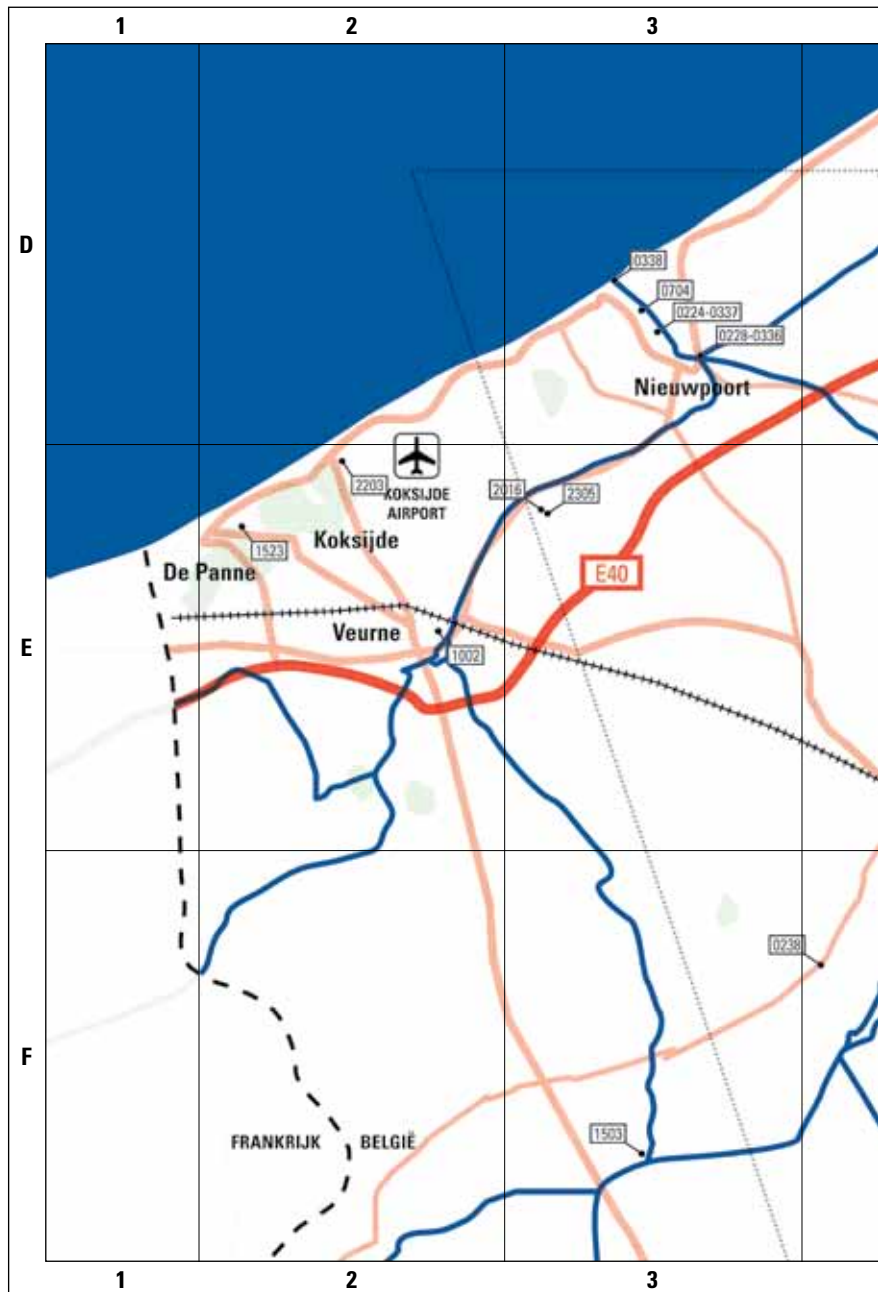 1 2 3
D
0338
0704
0224-0337
0228-0336
Nieuwpoort
2203
KOKSIJDE
AIRPORT
2016
2305
1523
Koksijde
De Panne
E40
E
Veurne
1002
0238
F
1503
FRANKRIJK BELGIË
1 2 3